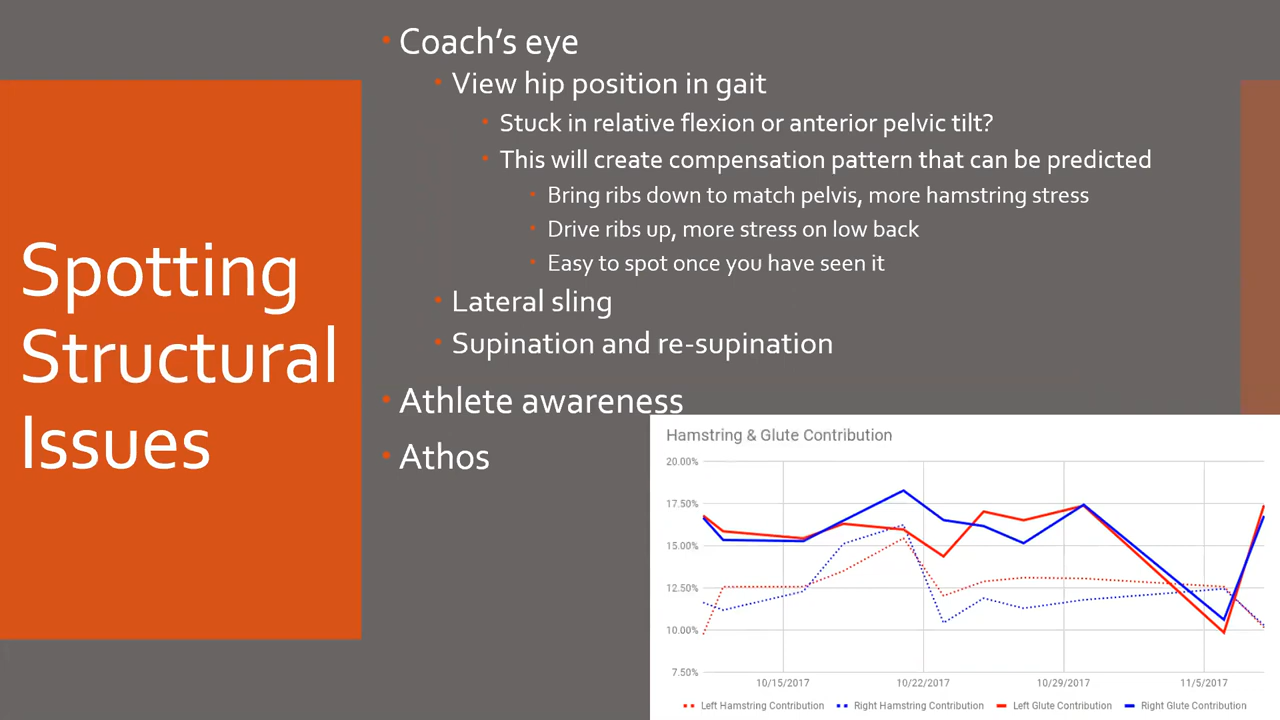 Spotting
Structural
Issues
Coach’s eye
View hip position in gait
Stuck in relative flexion or anterior pelvic tilt?
This will create compensation pattern that can be predicted
Bring ribs down to match pelvis, more hamstring stress
Drive ribs up, more stress on low back
Easy to spot once you have seen it
Lateral sling
Supination and re-supination
Athlete awareness
Athos
Hamstring & Glute Contribution
20.00%
17.50%
15.00%
12.50%
10.00%
7.50%
10/15/2017 10/22/2017 10/29/2017 11/5/2017
Left Hamstring Contribution Right Hamstring Contribution Left Glute Contribution Right Glute Contribution